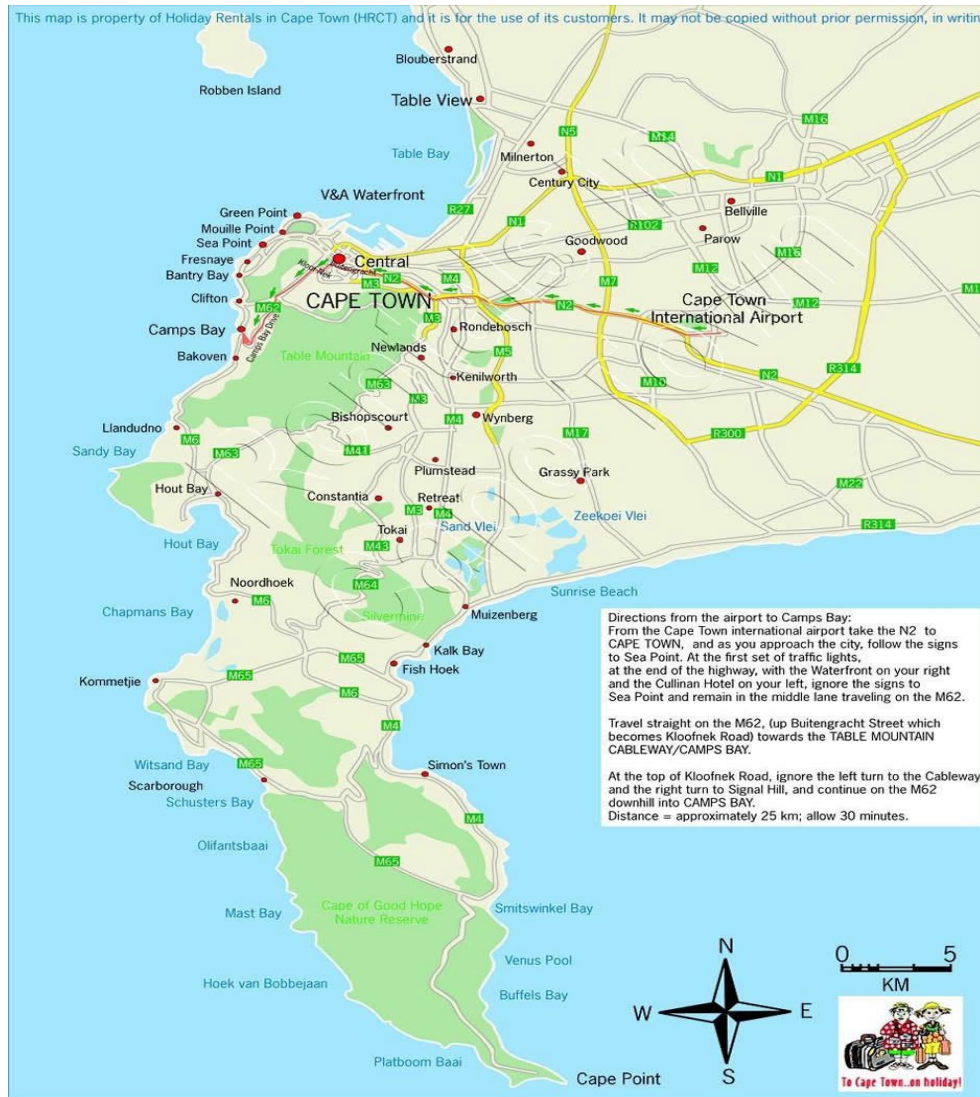 This map is property of Holiday Rentals in Cape Town (HRCT) and it is for the use of its customers. It may not be copied without prior permission, in writin
Blouberstrand
Robben Island
Table View
M16
N5
M14
Table Bay
Milnerton
Century City
N1
V&A Waterfront
Bellville
R27
Green Point
N1
R102
Mouille Point
Parow
Sea Point
Goodwood
M16
Fresnaye
Central
M12
Kloofnek
Buitengracht
Bantry Bay
N2
M4
M7
M3
M1
Clifton
CAPE TOWN
N2
Cape Town
International Airport
M12
M62
M3
Camps Bay
Camps Bay Drive
Rondebosch
Bakoven
Table Mountain
Newlands
M5
R314
Kenilworth
M63
M10
N2
M3
Bishopscourt
M4
Wynberg
Llandudno
M6
M17
R300
Sandy Bay
M63
M41
Plumstead
Grassy Park
M22
Hout Bay
Constantia
Retreat
M3
M4
Zeekoei Vlei
Sand Vlei
R314
Tokai
Hout Bay
Tokai Forest
M43
Noordhoek
M64
Sunrise Beach
M6
Chapmans Bay
Silvermine
Muizenberg
Kalk Bay
M65
Fish Hoek
M65
Kommetjie
M6
M4
Directions from the airport to Camps Bay:
From the Cape Town international airport take the N2 to
CAPE TOWN, and as you approach the city, follow the signs
to Sea Point. At the first set of traffic lights,
at the end of the highway, with the Waterfront on your right
and the Cullinan Hotel on your left, ignore the signs to
Sea Point and remain in the middle lane traveling on the M62.
Travel straight on the M62, (up Buitengracht Street which
becomes Kloofnek Road) towards the TABLE MOUNTAIN
CABLEWAY/CAMPS BAY.
At the top of Kloofnek Road, ignore the left turn to the Cableway
and the right turn to Signal Hill, and continue on the M62
downhill into CAMPS BAY.
Distance = approximately 25 km; allow 30 minutes.
Witsand Bay
M65
Simon's Town
Scarborough
Schusters Bay
M4
Olifantsbaai
M65
Cape of Good Hope
Nature Reserve
Smitswinkel Bay
Mast Bay
Venus Pool
Hoek van Bobbejaan
Buffels Bay
Platboom Baai
Cape Point
N
W
E
S
0 5
KM
To Cape Town...on holiday!